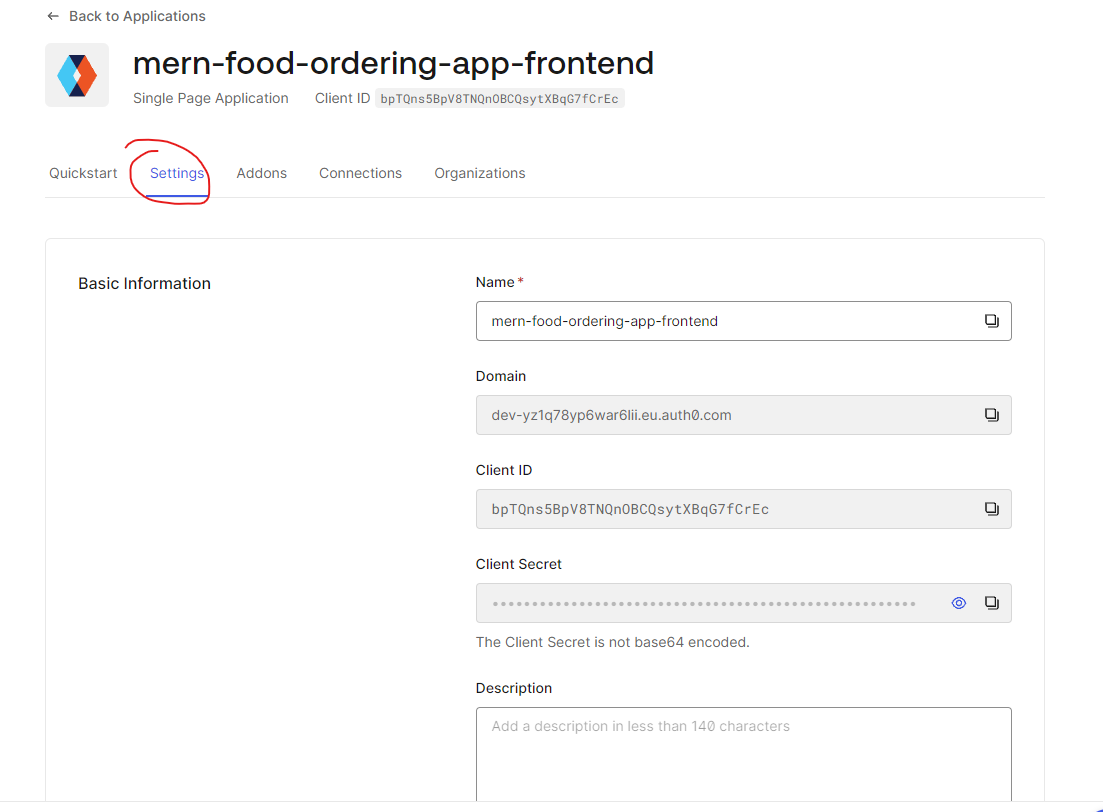 ← Back to Applications
mern-food-ordering-app-frontend
Single Page Application Client ID bpTQns5BpV8TNQnOBCQsytXBqG7fCrEc
Quickstart Settings Addons Connections Organizations
Basic Information
Name *
mern-food-ordering-app-frontend
Domain
dev-yz1q78yp6war6lii.eu.auth0.com
Client ID
bpTQns5BpV8TNQnOBCQsytXBqG7fCrEc
Client Secret
The Client Secret is not base64 encoded.
Description
Add a description in less than 140 characters